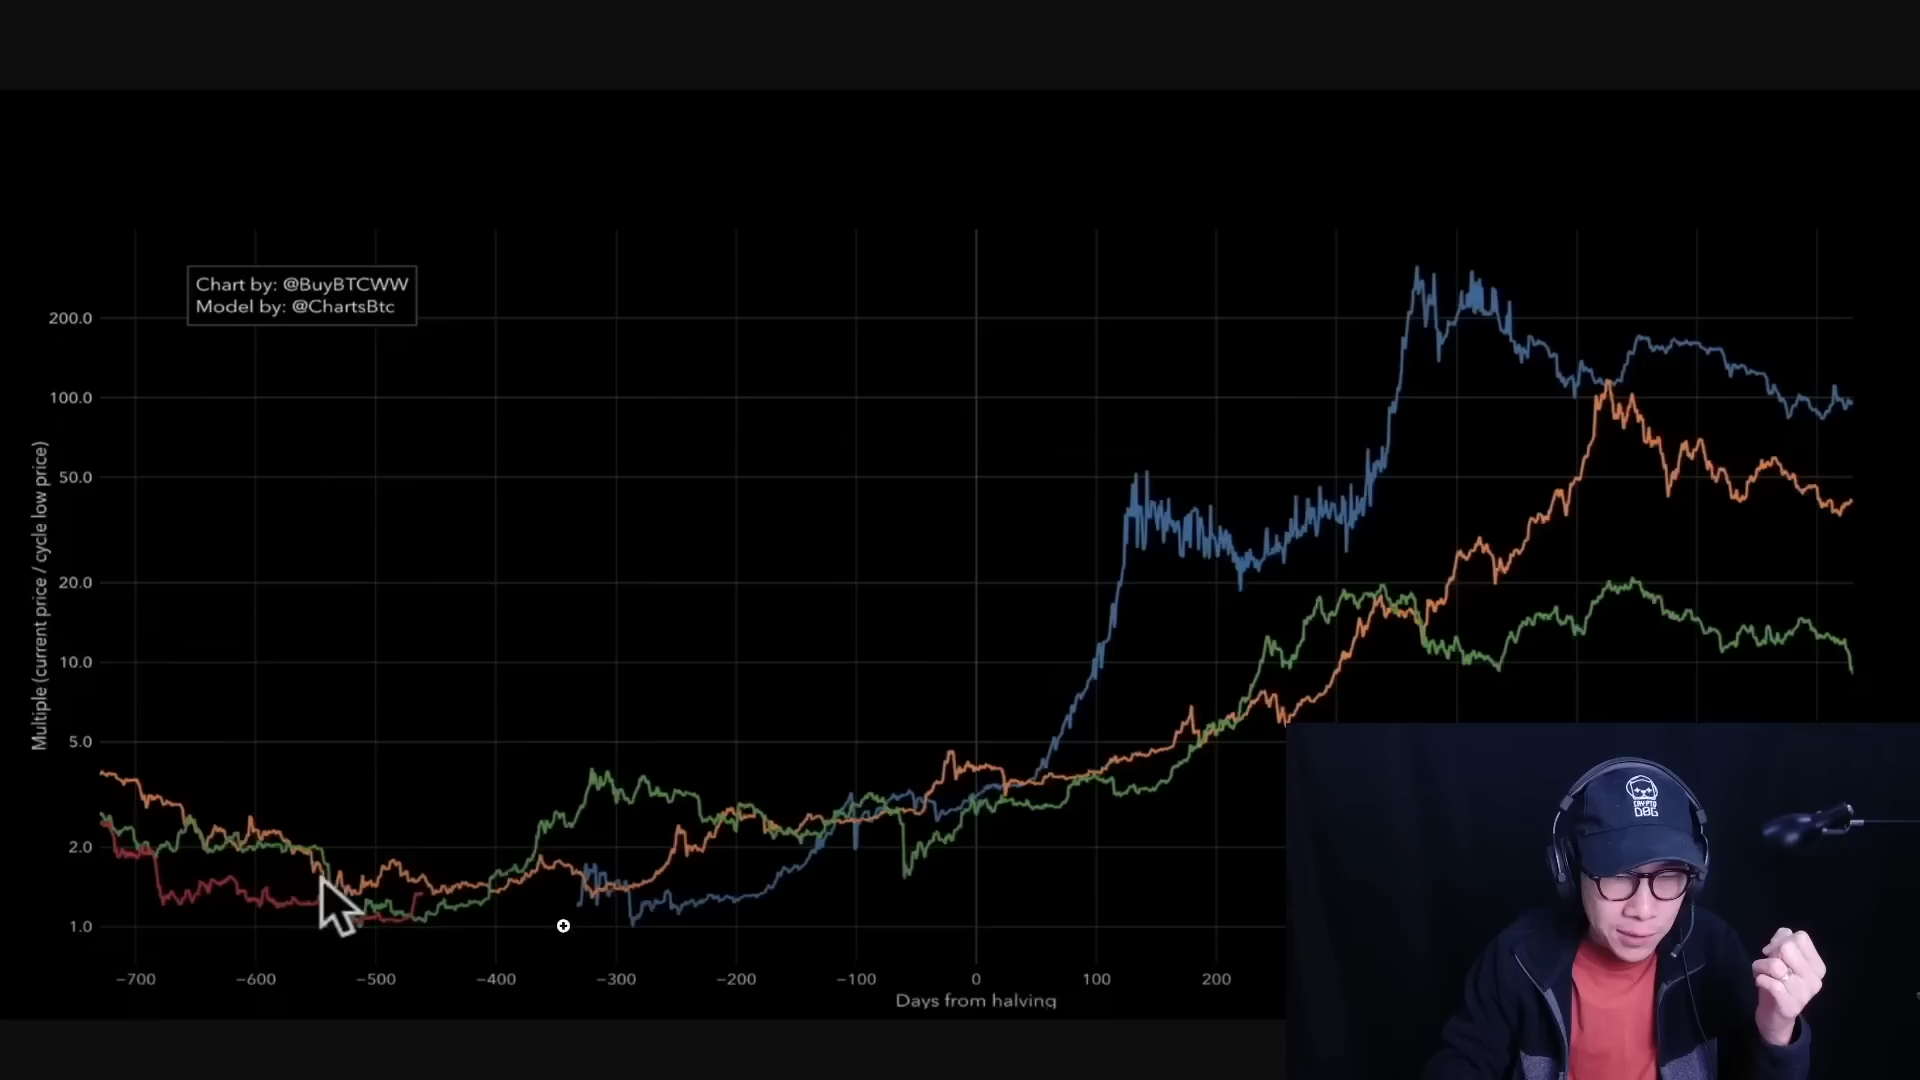 Chart by: @BuyBTCWW
Model by: @ChartsBtc
Multiple (current price / cycle low price)
200.0
100.0
50.0
20.0
10.0
5.0
2.0
1.0
−700 −600 −500 −400 −300 −200 −100 0 100 200
Days from halving
CRYPTO
D0G